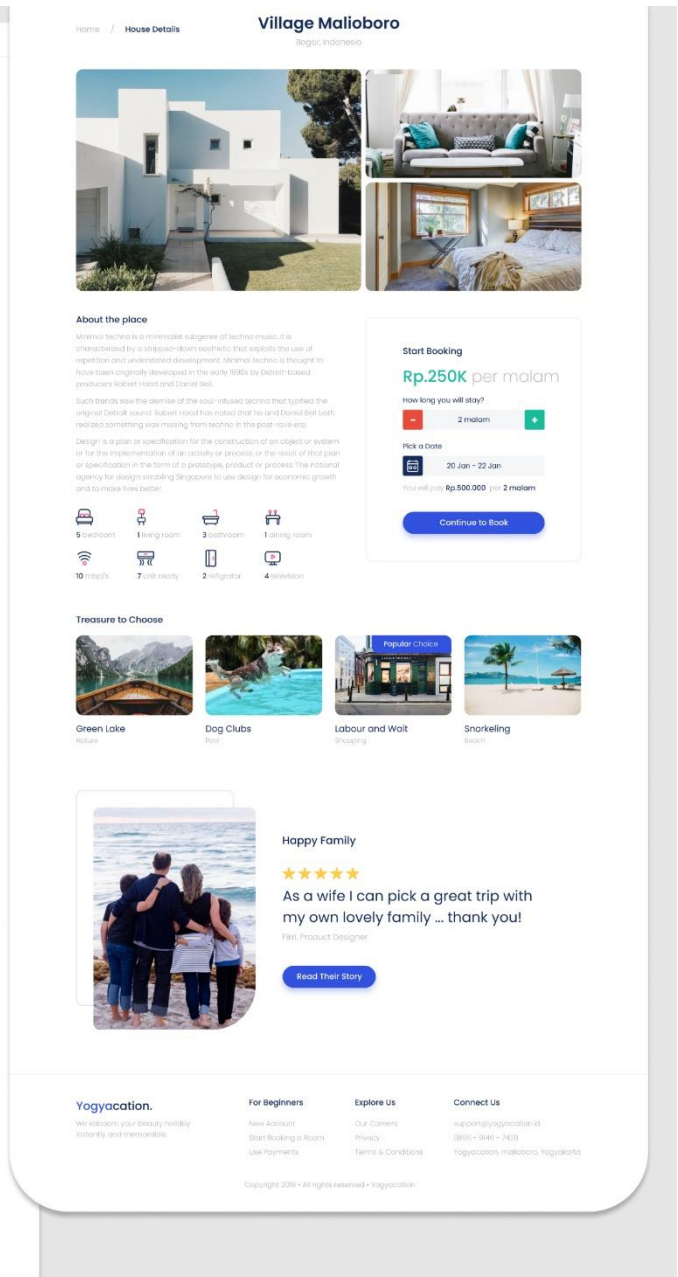 Home / House Details
Village Malioboro
Bogor, Indonesia
About the place
Minimal techno is a minimalist subgenre of techno music. It is
characterized by a stripped-down aesthetic that exploits the use of
repetition and understated development. Minimal techno is thought to
have been originally developed in the early 1990s by Detroit-based
producers Robert Hood and Daniel Bell.
Such trends saw the demise of the soul-infused techno that typified the
original Detroit sound. Robert Hood has noted that he and Daniel Bell both
realized something was missing from techno in the post-rave era.
Design is a plan or specification for the construction of an object or system
or for the implementation of an activity or process, or the result of that plan
or specification in the form of a prototype, product or process. The national
agency for design: enabling Singapore to use design for economic growth
and to make lives better.
5 bedroom
1 living room
3 bathroom
1 dining room
10 mbp/s
7 unit ready
2 refigrator
4 television
Start Booking
Rp.250K per malam
How long you will stay?
- 2 malam +
Pick a Date
20 Jan - 22 Jan
You will pay Rp.500.000 per 2 malam
Continue to Book
Treasure to Choose
Popular Choice
Green Lake
Nature
Dog Clubs
Pool
Labour and Wait
Shopping
Snorkeling
Beach
Happy Family
As a wife I can pick a great trip with
my own lovely family ... thank you!
Fikri, Product Designer
Read Their Story
Yogyacation.
We kaboom your beauty holiday
instantly and memorable.
For Beginners
New Account
Start Booking a Room
Use Payments
Explore Us
Our Careers
Privacy
Terms & Conditions
Connect Us
support@yogyacation.id
0856 - 9146 - 7429
Yogyacation, Malioboro, Yogyakarta
Copyright 2019 • All rights reserved • Yogyacation